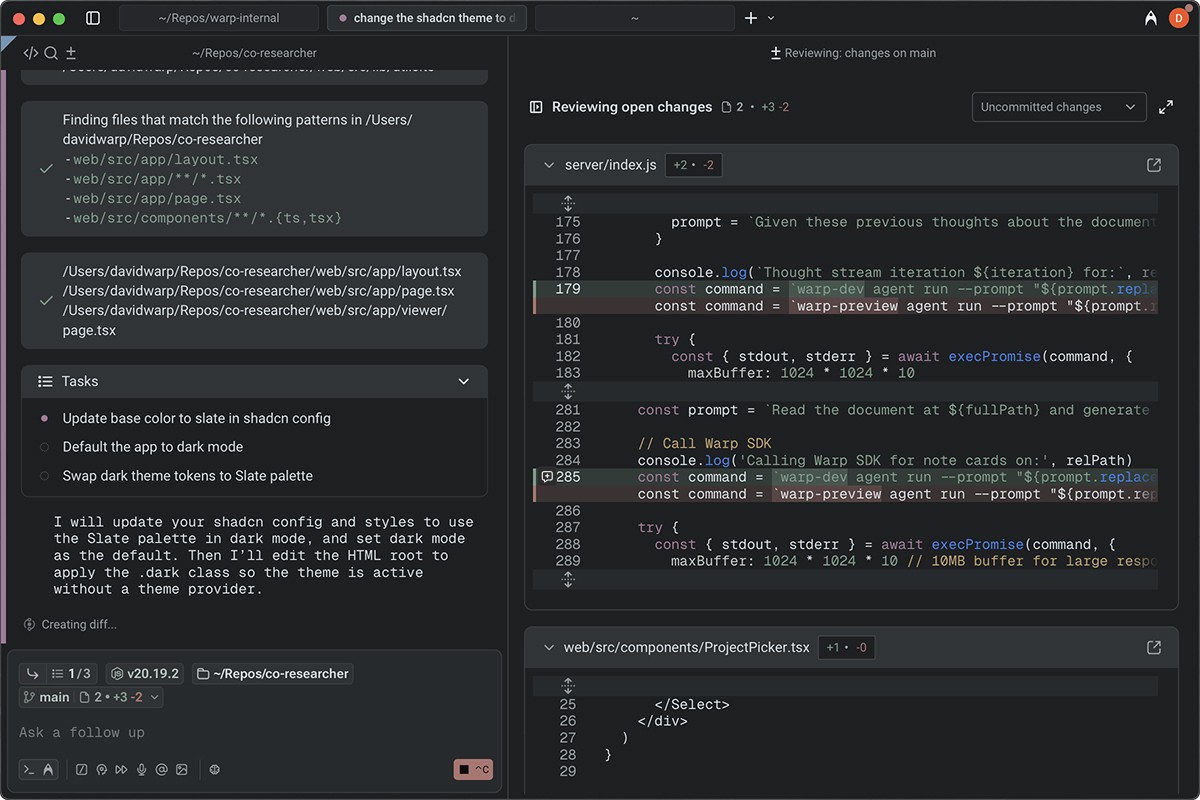 ~/Repos/warp-internal
change the shadcn theme to d
~
D
~/Repos/co-researcher
Reviewing: changes on main
Finding files that match the following patterns in /Users/
davidwarp/Repos/co-researcher
- web/src/app/layout.tsx
- web/src/app/**/*.tsx
- web/src/app/page.tsx
- web/src/components/**/*.{ts,tsx}
/Users/davidwarp/Repos/co-researcher/web/src/app/layout.tsx
/Users/davidwarp/Repos/co-researcher/web/src/app/page.tsx
/Users/davidwarp/Repos/co-researcher/web/src/app/viewer/
page.tsx
Tasks
Update base color to slate in shadcn config
Default the app to dark mode
Swap dark theme tokens to Slate palette
I will update your shadcn config and styles to use
the Slate palette in dark mode, and set dark mode
as the default. Then I'll edit the HTML root to
apply the .dark class so the theme is active
without a theme provider.
Creating diff...
1/3 v20.19.2 ~/Repos/co-researcher
main 2 • +3 -2
Ask a follow up
^C
Reviewing open changes 2 • +3 -2
Uncommitted changes
server/index.js +2 • -2
175 prompt = `Given these previous thoughts about the document
176 }
177
178 console.log(`Thought stream iteration ${iteration} for:`, re
179 const command = `warp-dev agent run --prompt "${prompt.repla
const command = `warp-preview agent run --prompt "${prompt.r
180
181 try {
182 const { stdout, stderr } = await execPromise(command, {
183 maxBuffer: 1024 * 1024 * 10
281 const prompt = `Read the document at ${fullPath} and generate
282
283 // Call Warp SDK
284 console.log('Calling Warp SDK for note cards on:', relPath)
285 const command = `warp-dev agent run --prompt "${prompt.replace
const command = `warp-preview agent run --prompt "${prompt.rep
286
287 try {
288 const { stdout, stderr } = await execPromise(command, {
289 maxBuffer: 1024 * 1024 * 10 // 10MB buffer for large respo
web/src/components/ProjectPicker.tsx +1 • -0
25 </Select>
26 </div>
27 )
28 }
29